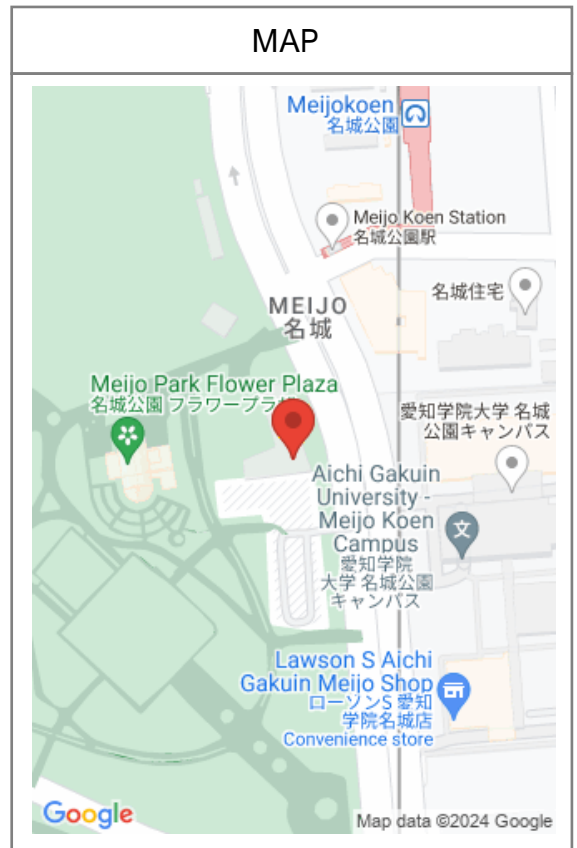 MAP
Meijokoen
名城公園
Meijo Koen Station
名城公園駅
名城住宅
MEIJO
名城
Meijo Park Flower Plaza
名城公園 フラワープラ
愛知学院大学 名城
公園キャンパス
Aichi Gakuin
University -
Meijo Koen
Campus
愛知学院
大学 名城公園
キャンパス
文
Lawson S Aichi
Gakuin Meijo Shop
ローソンS 愛知
学院名城店
Convenience store
Google
Map data ©2024 Google